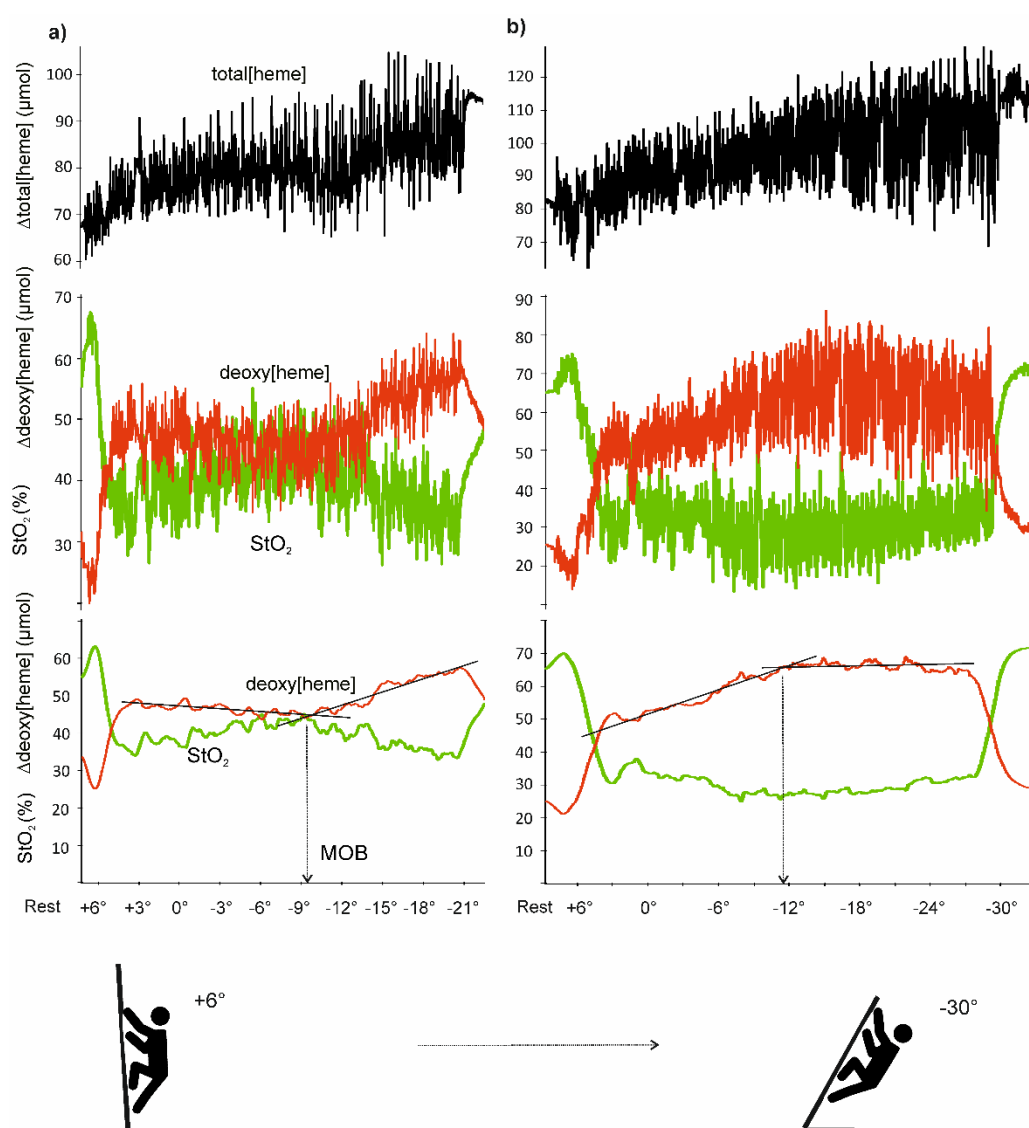 a)
Δtotal[heme] (µmol)
100
90
80
70
60
total[heme]
b)
120
110
100
90
80
70
Δdeoxy[heme] (µmol)
StO2 (%)
70
60
50
40
30
deoxy[heme]
StO2
90
80
70
60
50
40
30
20
10
Δdeoxy[heme] (µmol)
StO2 (%)
60
50
40
30
20
10
deoxy[heme]
StO2
MOB
70
60
50
40
30
20
10
Rest +6° +3° 0° -3° -6° -9° -12° -15° -18° -21°
Rest +6° 0° -6° -12° -18° -24° -30°
+6°
-30°